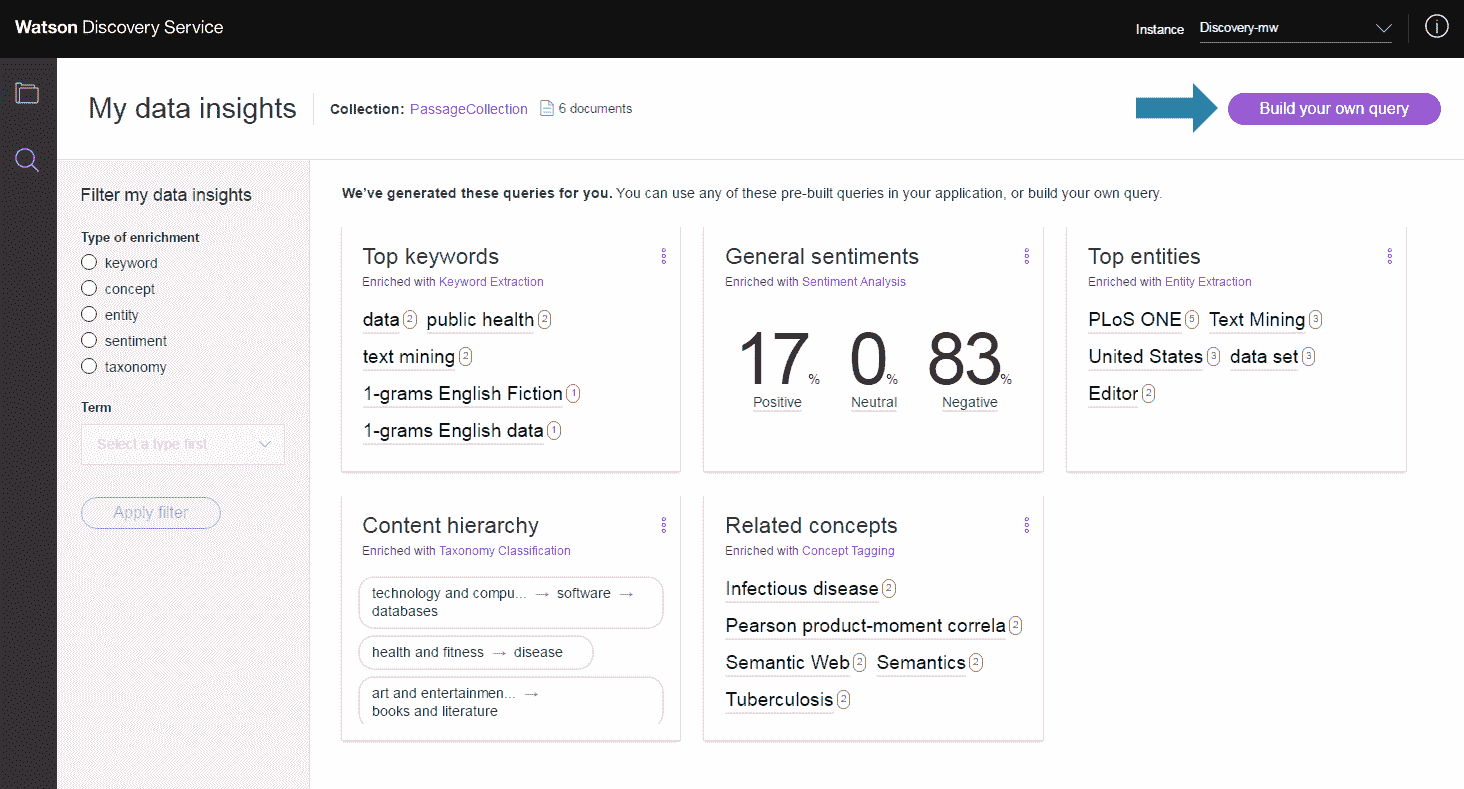 Watson Discovery Service
Instance Discovery-mw
My data insights
Collection: PassageCollection 6 documents
Build your own query
Filter my data insights
Type of enrichment
keyword
concept
entity
sentiment
taxonomy
Term
Select a type first
Apply filter
We've generated these queries for you. You can use any of these pre-built queries in your application, or build your own query.
Top keywords
Enriched with Keyword Extraction
data 2 public health 2
text mining 2
1-grams English Fiction 1
1-grams English data 1
General sentiments
Enriched with Sentiment Analysis
17% 0% 83%
Positive Neutral Negative
Top entities
Enriched with Entity Extraction
PLoS ONE 5 Text Mining 3
United States 3 data set 3
Editor 2
Content hierarchy
Enriched with Taxonomy Classification
technology and compu... → software →
databases
health and fitness → disease
art and entertainmen... →
books and literature
Related concepts
Enriched with Concept Tagging
Infectious disease 2
Pearson product-moment correla 2
Semantic Web 2 Semantics 2
Tuberculosis 2